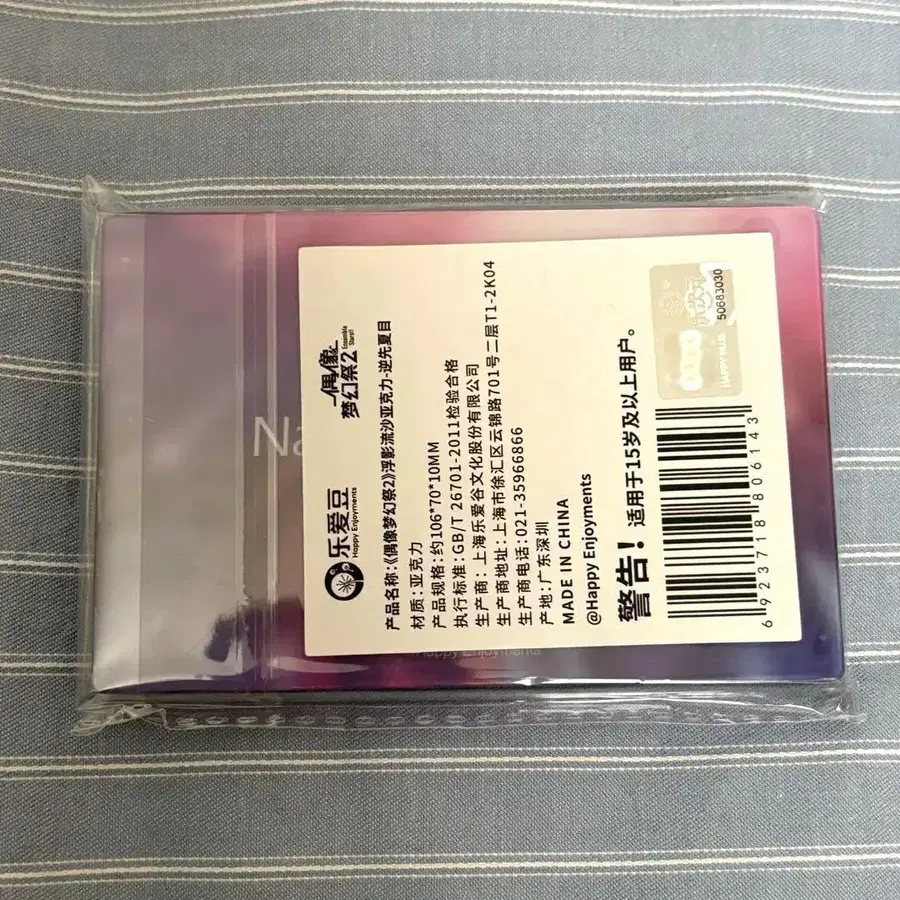 乐爱豆
Happy Enjoyments
偶像
梦幻祭2
Ensemble
Stars!!
产品名称:《偶像梦幻祭2》浮影流沙亚克力-逆先夏目
材质:亚克力
产品规格:约106*70*10MM
执行标准:GB/T 26701-2011检验合格
生产商:上海乐爱谷文化股份有限公司
生产商地址:上海市徐汇区云锦路701号二层T1-2K04
生产商电话:021-35966866
产地:广东深圳
MADE IN CHINA
@Happy Enjoyments
警告! 适用于15岁及以上用户。
6 923718 806143
50683030
Na
Happy Enjoyments